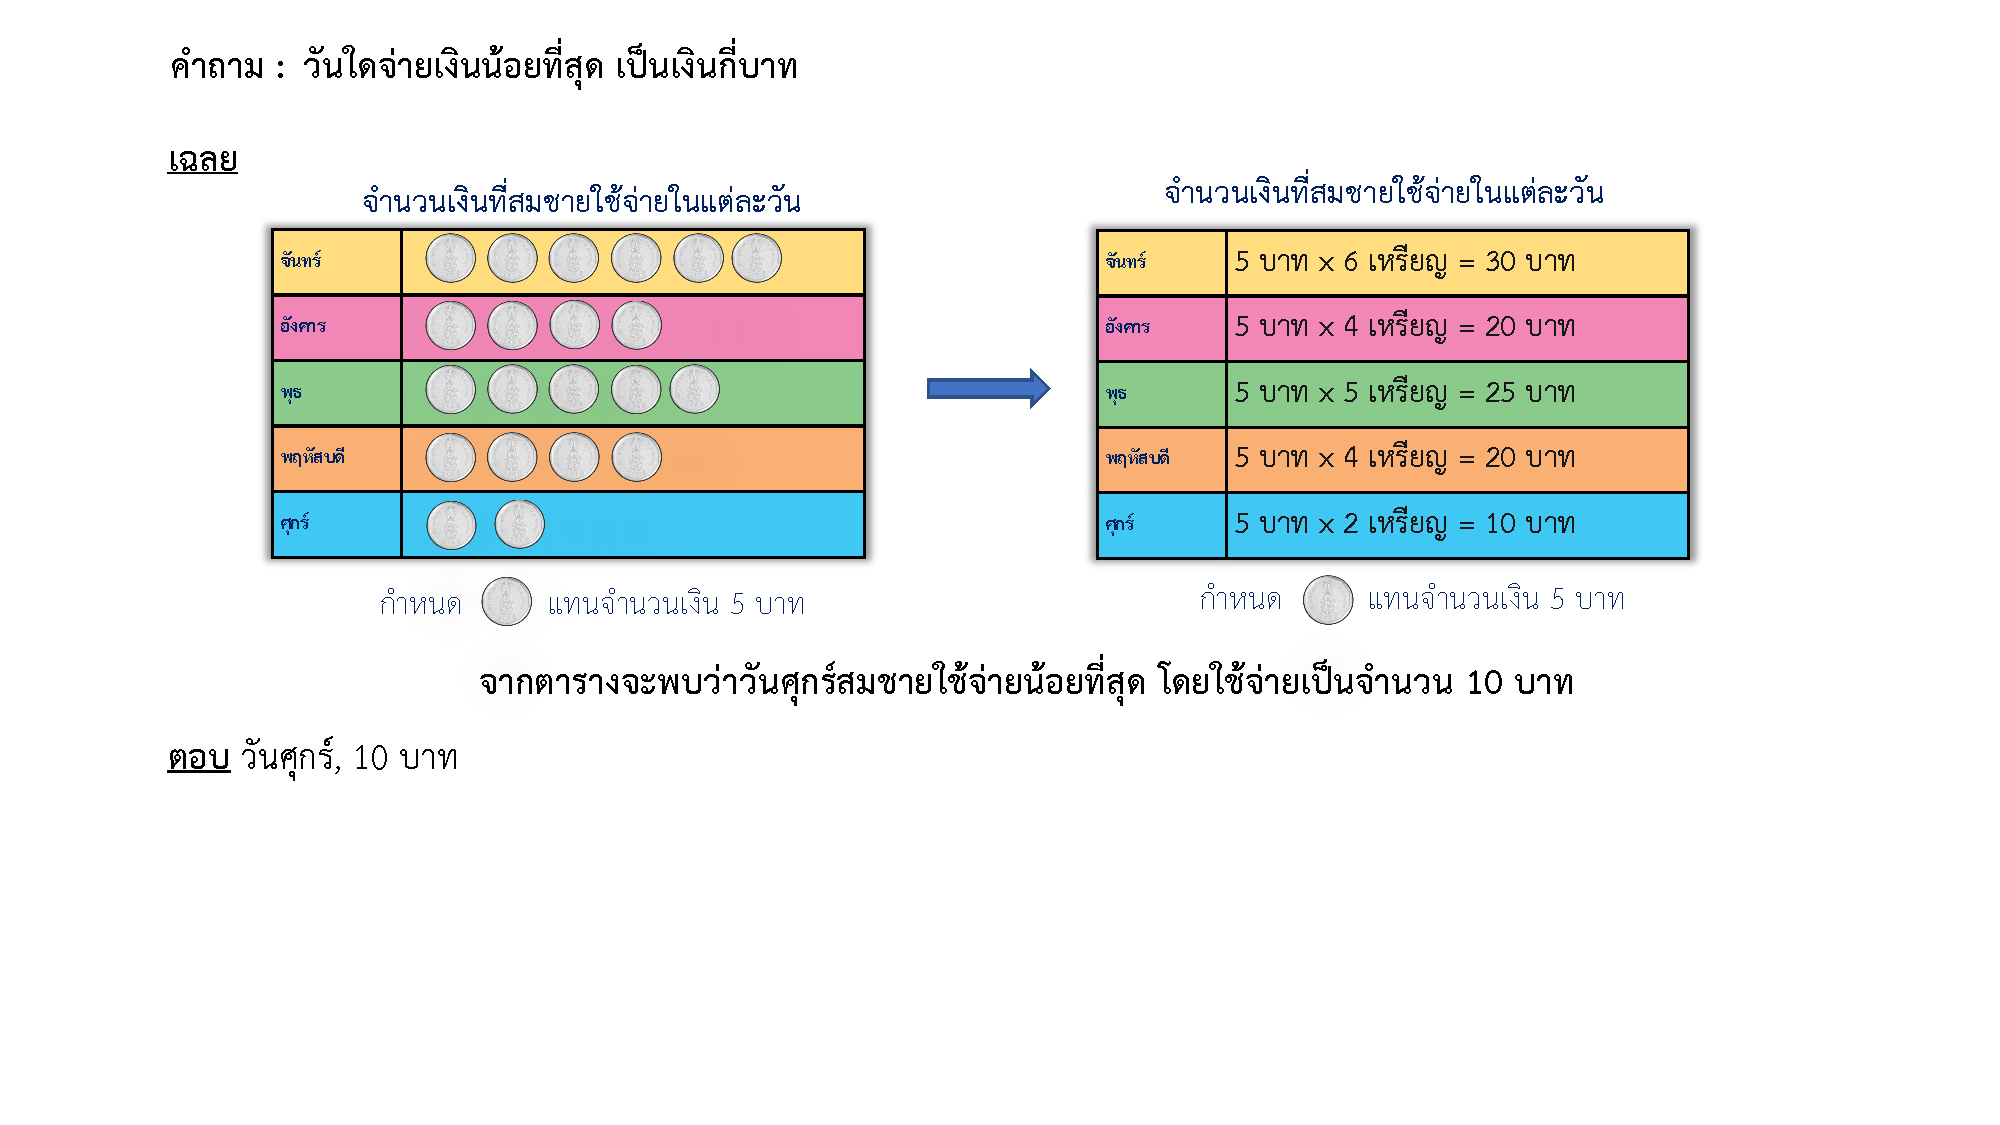 คำถาม : วันใดจ่ายเงินน้อยที่สุด เป็นเงินกี่บาท
เฉลย
จำนวนเงินที่สมชายใช้จ่ายในแต่ละวัน
จันทร์
อังคาร
พุธ
พฤหัสบดี
ศุกร์
กำหนด แทนจำนวนเงิน 5 บาท
จำนวนเงินที่สมชายใช้จ่ายในแต่ละวัน
จันทร์ 5 บาท x 6 เหรียญ = 30 บาท
อังคาร 5 บาท x 4 เหรียญ = 20 บาท
พุธ 5 บาท x 5 เหรียญ = 25 บาท
พฤหัสบดี 5 บาท x 4 เหรียญ = 20 บาท
ศุกร์ 5 บาท x 2 เหรียญ = 10 บาท
กำหนด แทนจำนวนเงิน 5 บาท
จากตารางจะพบว่าวันศุกร์สมชายใช้จ่ายน้อยที่สุด โดยใช้จ่ายเป็นจำนวน 10 บาท
ตอบ วันศุกร์, 10 บาท